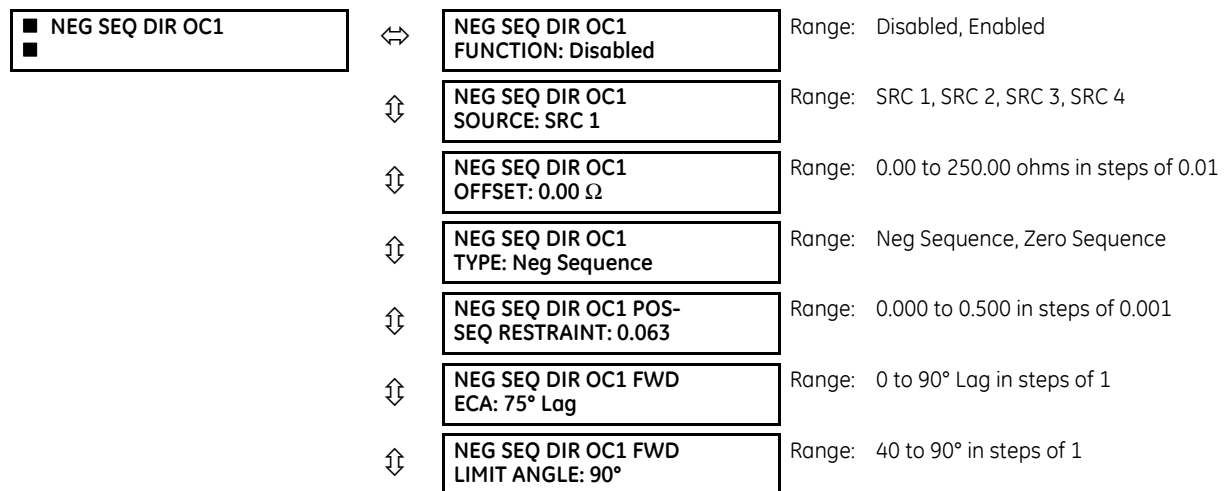 ■ NEG SEQ DIR OC1
■
NEG SEQ DIR OC1
FUNCTION: Disabled
Range: Disabled, Enabled
NEG SEQ DIR OC1
SOURCE: SRC 1
Range: SRC 1, SRC 2, SRC 3, SRC 4
NEG SEQ DIR OC1
OFFSET: 0.00 Ω
Range: 0.00 to 250.00 ohms in steps of 0.01
NEG SEQ DIR OC1
TYPE: Neg Sequence
Range: Neg Sequence, Zero Sequence
NEG SEQ DIR OC1 POS-
SEQ RESTRAINT: 0.063
Range: 0.000 to 0.500 in steps of 0.001
NEG SEQ DIR OC1 FWD
ECA: 75° Lag
Range: 0 to 90° Lag in steps of 1
NEG SEQ DIR OC1 FWD
LIMIT ANGLE: 90°
Range: 40 to 90° in steps of 1